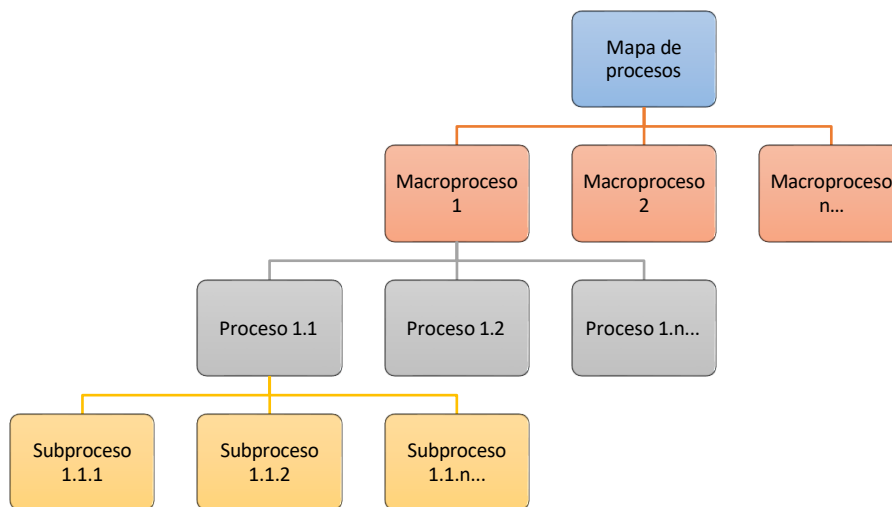 Mapa de
procesos
Macroproceso
1
Macroproceso
2
Macroproceso
n...
Proceso 1.1
Proceso 1.2
Proceso 1.n...
Subproceso
1.1.1
Subproceso
1.1.2
Subproceso
1.1.n...